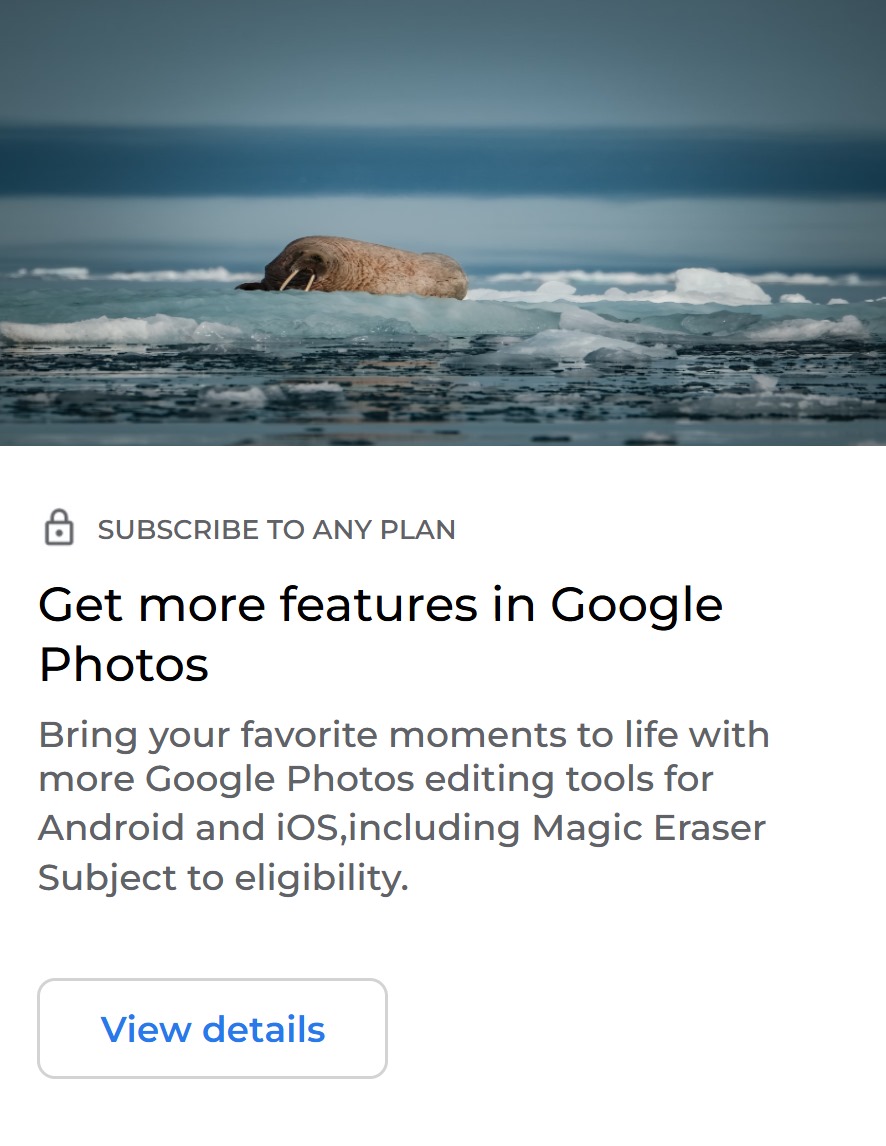 SUBSCRIBE TO ANY PLAN
Get more features in Google
Photos
Bring your favorite moments to life with
more Google Photos editing tools for
Android and iOS,including Magic Eraser
Subject to eligibility.
View details